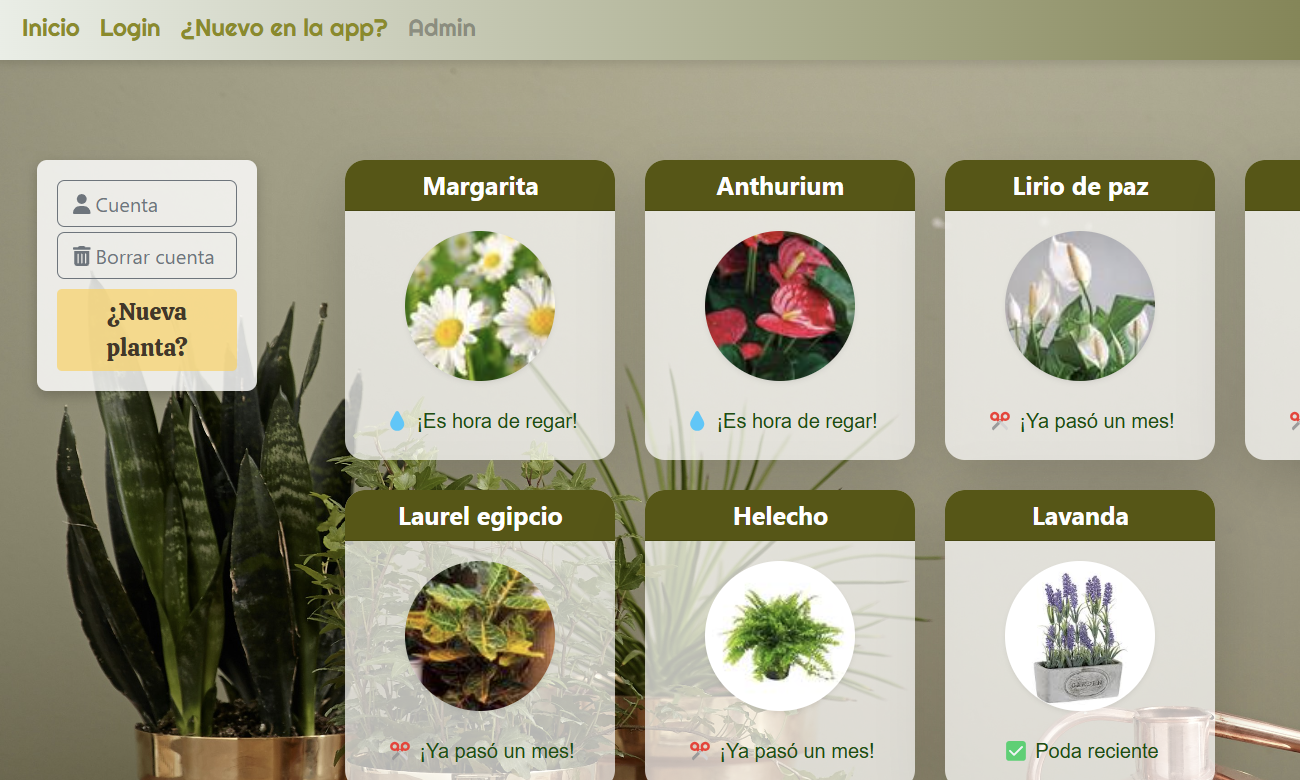 Inicio Login ¿Nuevo en la app? Admin
Cuenta
Borrar cuenta
¿Nueva
planta?
Margarita
¡Es hora de regar!
Anthurium
¡Es hora de regar!
Lirio de paz
¡Ya pasó un mes!
Laurel egipcio
¡Ya pasó un mes!
Helecho
¡Ya pasó un mes!
Lavanda
Poda reciente